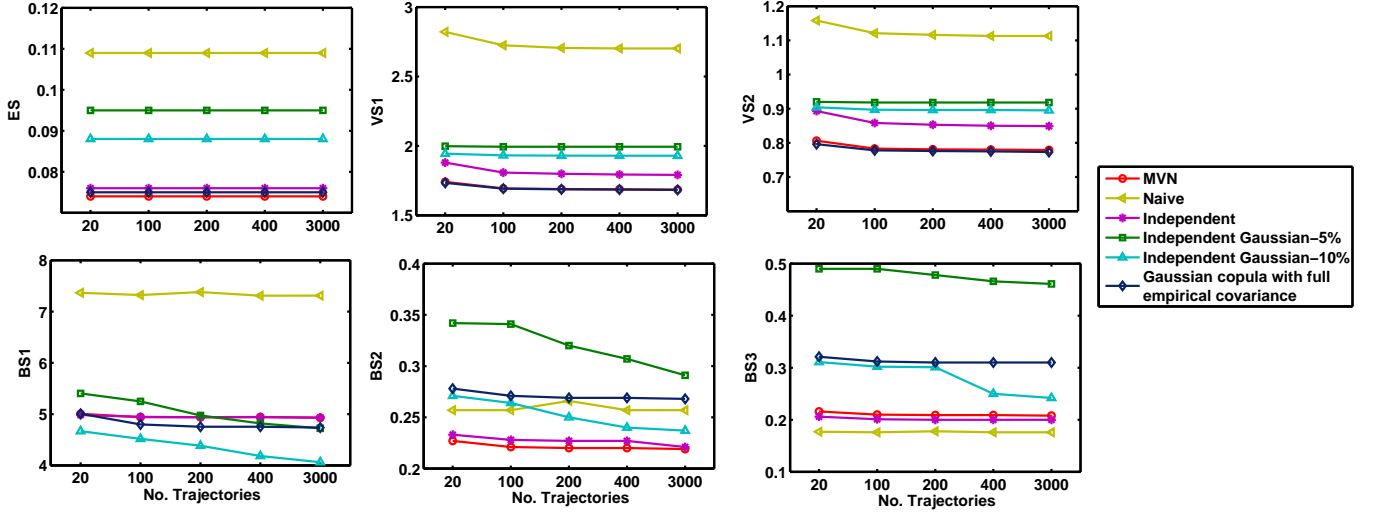 0.12
0.11
0.1
0.09
0.08
ES
20 100 200 400 3000
3
2.5
2
1.5
VS1
20 100 200 400 3000
1.2
1.1
1
0.9
0.8
0.7
VS2
20 100 200 400 3000
8
7
6
5
4
BS1
20 100 200 400 3000
No. Trajectories
0.4
0.35
0.3
0.25
0.2
BS2
20 100 200 400 3000
No. Trajectories
0.5
0.4
0.3
0.2
0.1
BS3
20 100 200 400 3000
No. Trajectories
MVN
Naive
Independent
Independent Gaussian−5%
Independent Gaussian−10%
Gaussian copula with full
empirical covariance